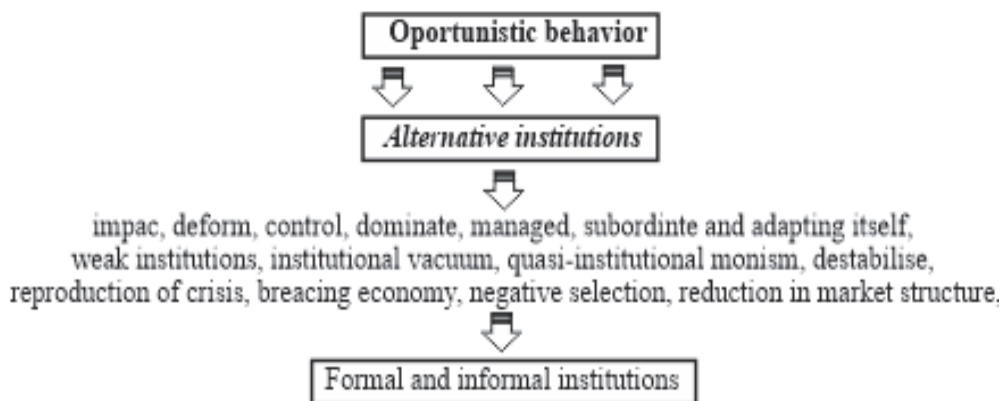 Oportunistic behavior
Alternative institutions
impac, deform, control, dominate, managed, subordinte and adapting itself,
weak institutions, institutional vacuum, quasi-institutional monism, destabilise,
reproduction of crisis, breacing economy, negative selection, reduction in market structure,
Formal and informal institutions